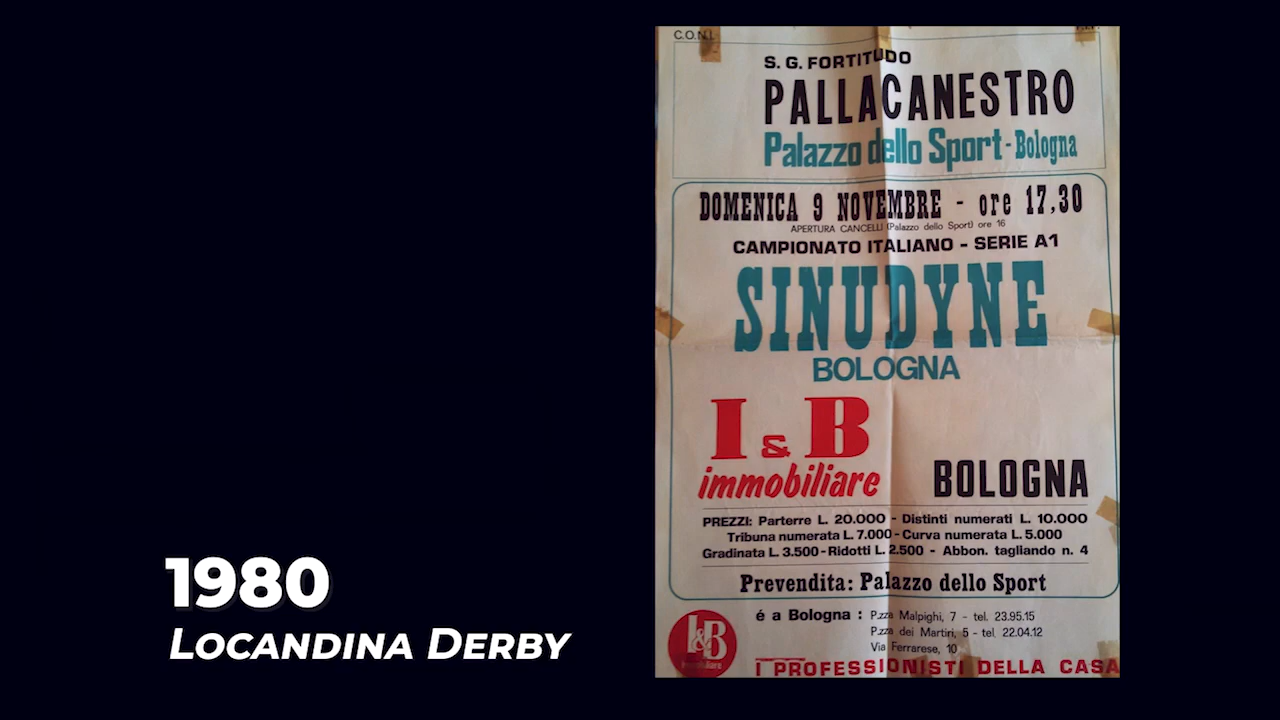 C.O.N.I.
S. G. FORTITUDO
PALLACANESTRO
Palazzo dello Sport - Bologna
DOMENICA 9 NOVEMBRE - ore 17,30
APERTURA CANCELLI (Palazzo dello Sport) ore 16
CAMPIONATO ITALIANO - SERIE A1
SINUDYNE
BOLOGNA
I & B
immobiliare BOLOGNA
PREZZI: Parterre L. 20.000 - Distinti numerati L. 10.000
Tribuna numerata L. 7.000 - Curva numerata L. 5.000
Gradinata L. 3.500 - Ridotti L. 2.500 - Abbon. tagliando n. 4
Prevendita: Palazzo dello Sport
é a Bologna : P.zza Malpighi, 7 - tel. 23.95.15
P.zza dei Martiri, 5 - tel. 22.04.12
Via Ferrarese, 10
I&B
immobiliare
I PROFESSIONISTI DELLA CASA
1980
LOCANDINA DERBY